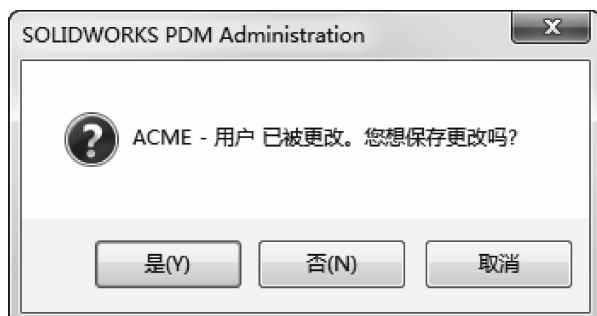 SOLIDWORKS PDM Administration
ACME - 用户 已被更改。您想保存更改吗?
是(Y) 否(N) 取消